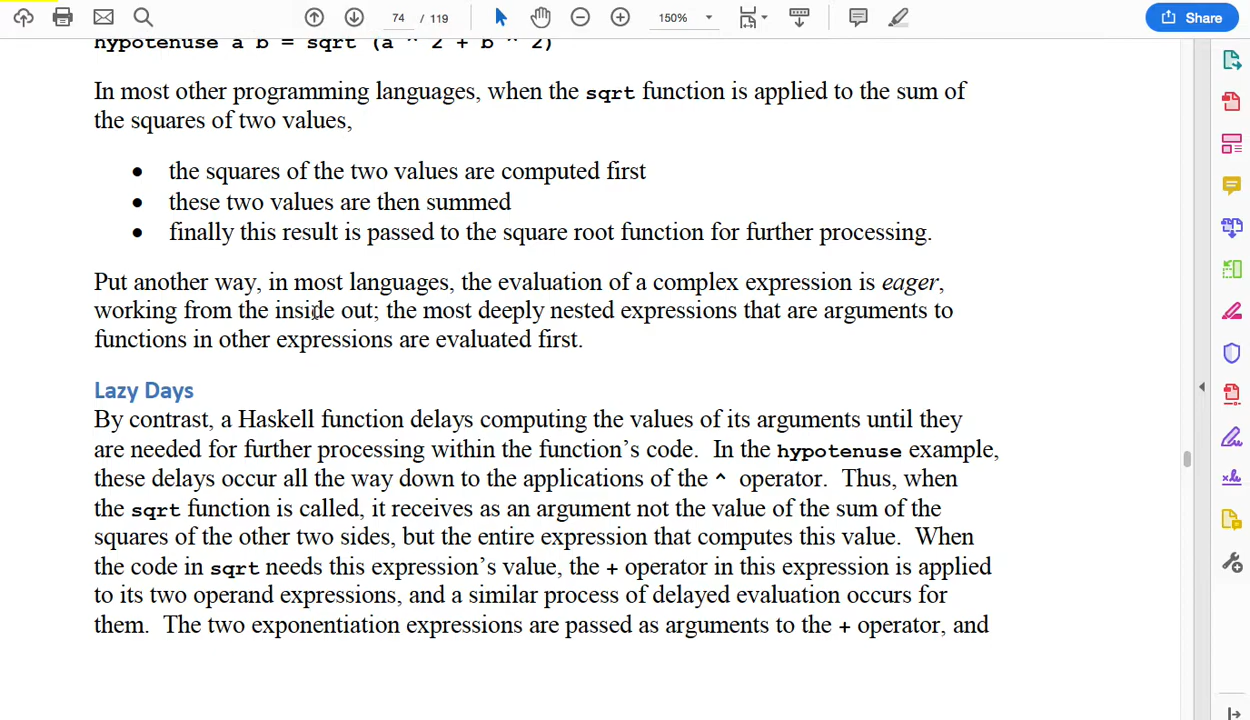 74 / 119
150%
Share
hypotenuse a b = sqrt (a ^ 2 + b ^ 2)
In most other programming languages, when the sqrt function is applied to the sum of
the squares of two values,
• the squares of the two values are computed first
• these two values are then summed
• finally this result is passed to the square root function for further processing.
Put another way, in most languages, the evaluation of a complex expression is eager,
working from the inside out; the most deeply nested expressions that are arguments to
functions in other expressions are evaluated first.
Lazy Days
By contrast, a Haskell function delays computing the values of its arguments until they
are needed for further processing within the function’s code. In the hypotenuse example,
these delays occur all the way down to the applications of the ^ operator. Thus, when
the sqrt function is called, it receives as an argument not the value of the sum of the
squares of the other two sides, but the entire expression that computes this value. When
the code in sqrt needs this expression’s value, the + operator in this expression is applied
to its two operand expressions, and a similar process of delayed evaluation occurs for
them. The two exponentiation expressions are passed as arguments to the + operator, and